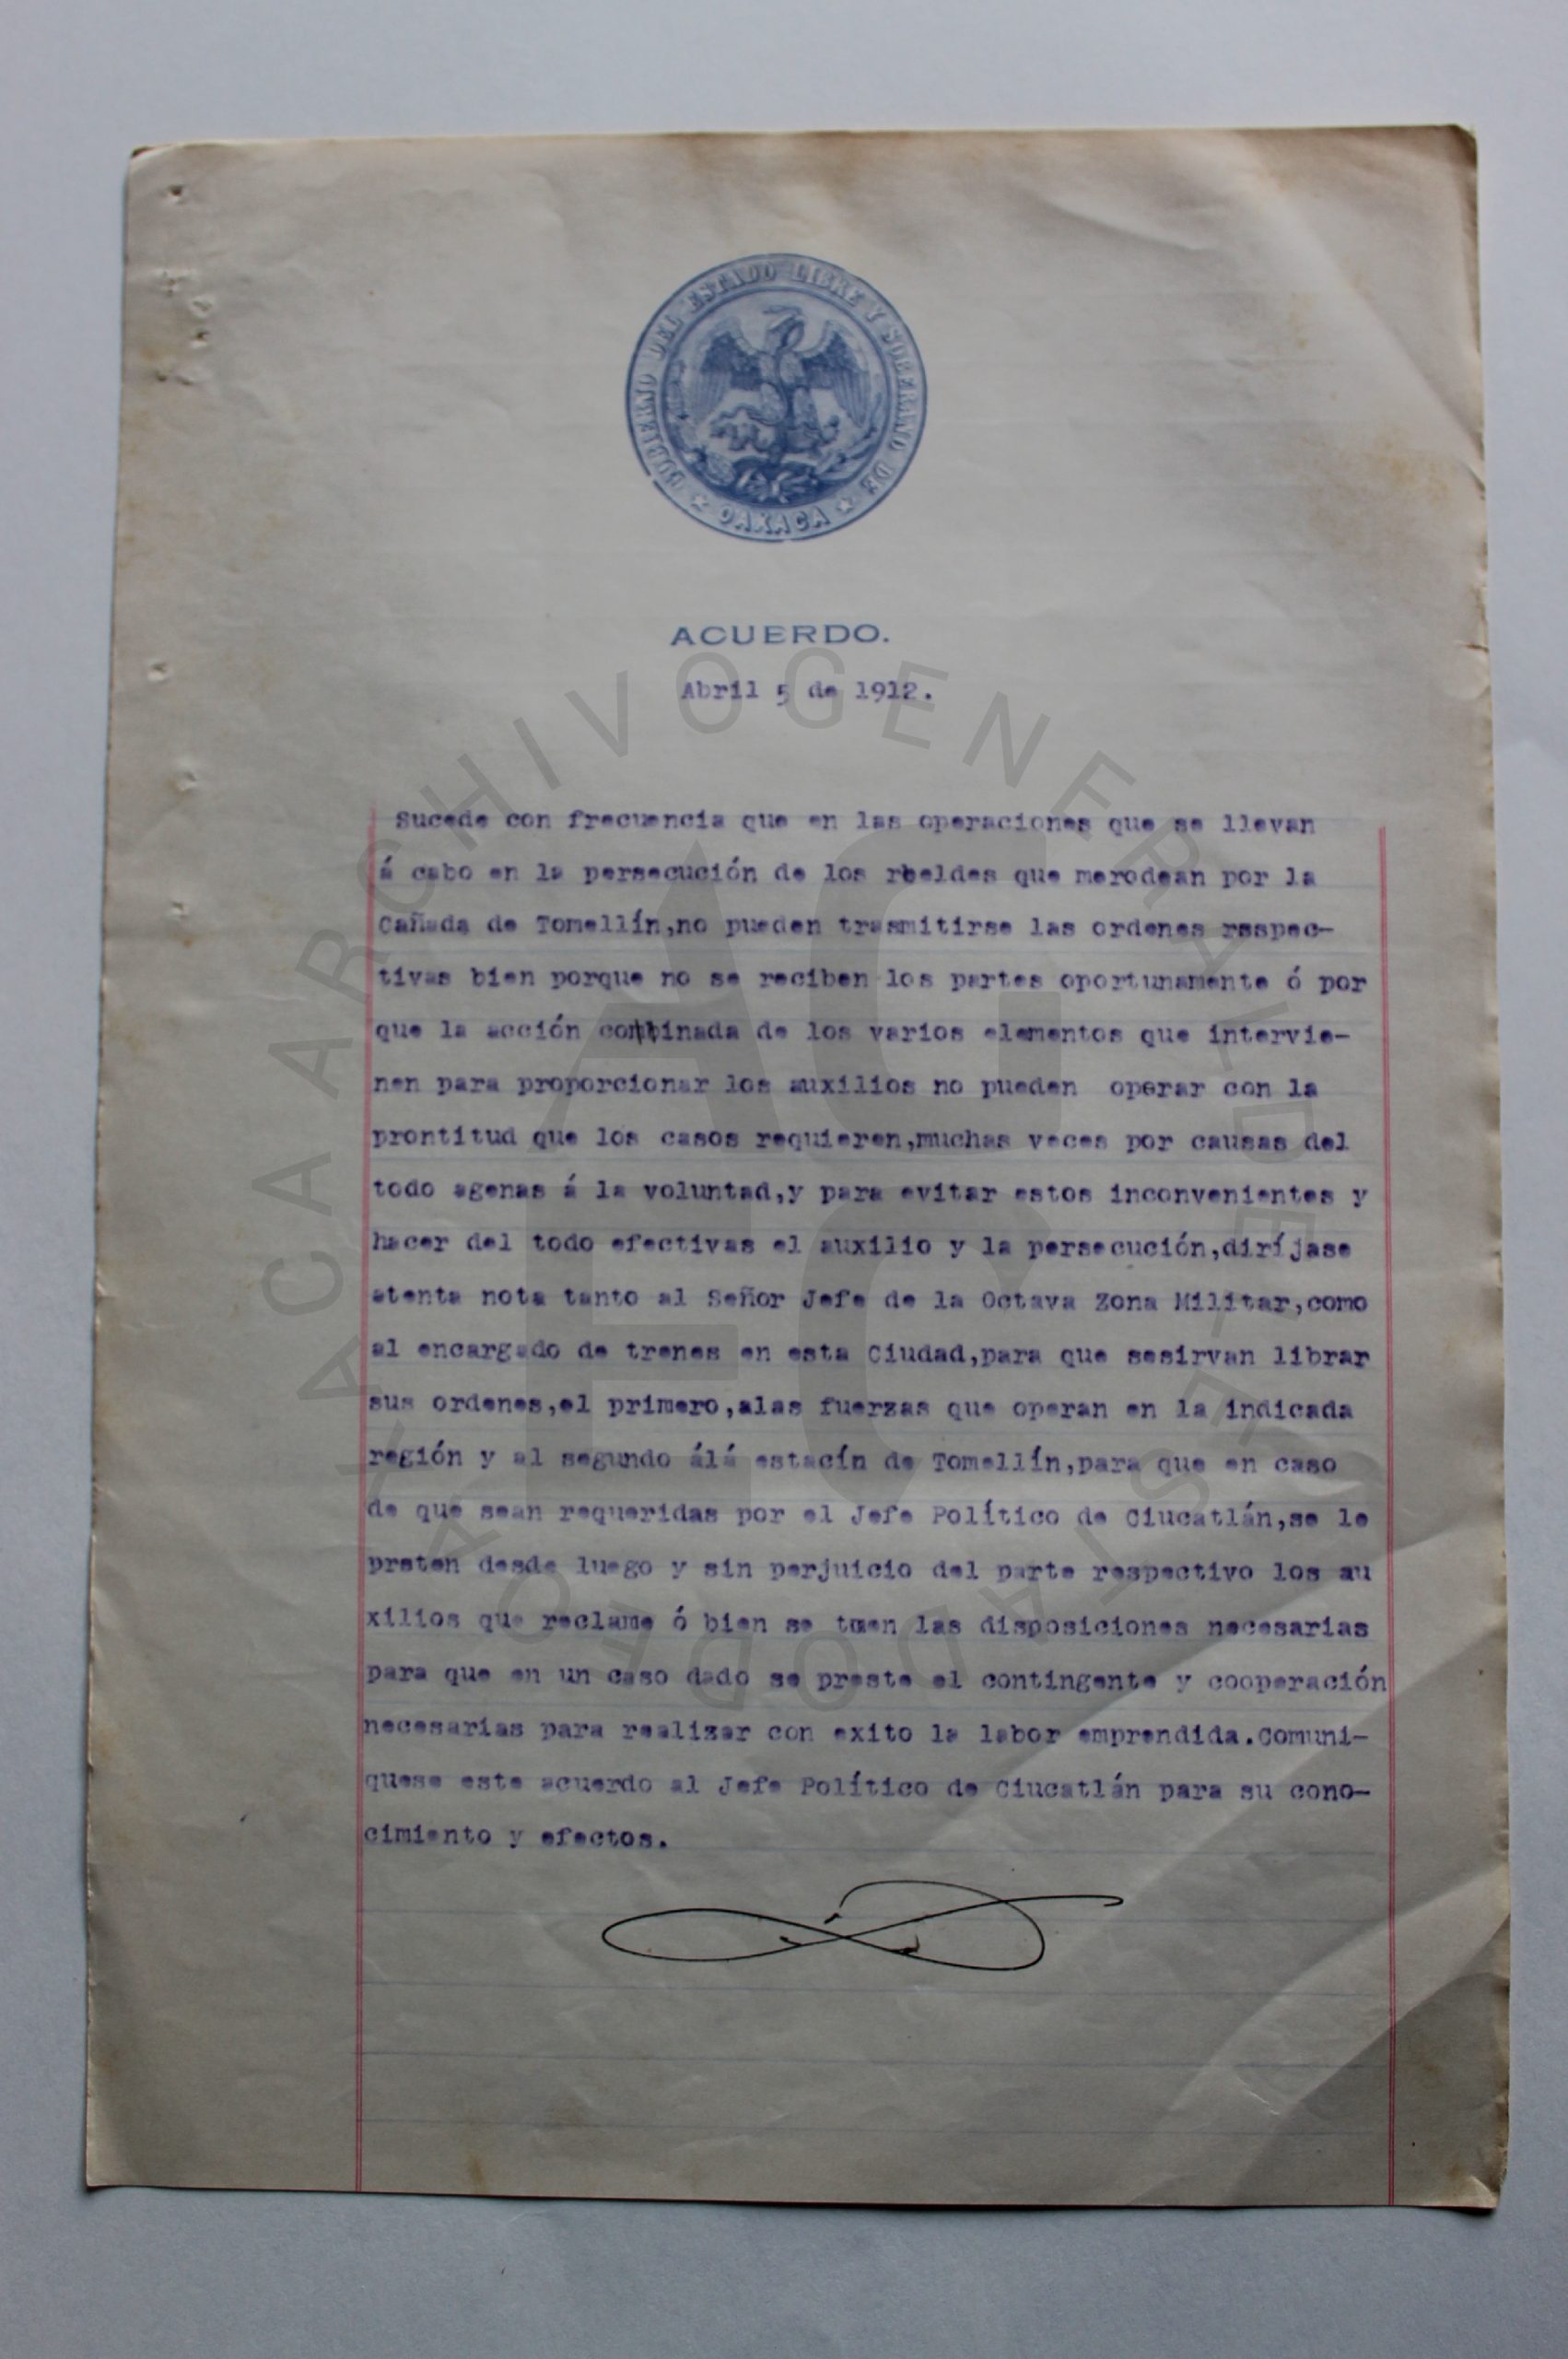 GOBIERNO DEL ESTADO LIBRE Y SOBERANO DE
* OAXACA *
ACUERDO.
Abril 5 de 1912.
Sucede con frecuencia que en las operaciones que se llevan
á cabo en la persecución de los rbeldes que merodean por la
Cañada de Tomellín,no pueden trasmitirse las ordenes rsspec-
tivas bien porque no se reciben los partes oportunamente ó por
que la acción combinada de los varios elementos que intervie-
nen para proporcionar los auxilios no pueden operar con la
prontitud que los casos requieren,muchas veces por causas del
todo agenas á la voluntad,y para evitar estos inconvenientes y
hacer del todo efectivas el auxilio y la persecución,diríjase
atenta nota tanto al Señor Jefe de la Octava Zona Militar,como
al encargado de trenes en esta Ciudad,para que sesirvan librar
sus ordenes,el primero,alas fuerzas que operan en la indicada
región y al segundo álá estacín de Tomellín,para que en caso
de que sean requeridas por el Jefe Político de Ciucatlán,se le
preten desde luego y sin perjuicio del parte respectivo los au
xilios que reclame ó bien se tmen las disposiciones necesarias
para que en un caso dado se preste el contingente y cooperación
necesarias para realizar con exito la labor emprendida.Comuni-
quese este acuerdo al Jefe Político de Ciucatlán para su cono-
cimiento y efectos.
ARCHIVO GENERAL DEL ESTADO DE OAXACA